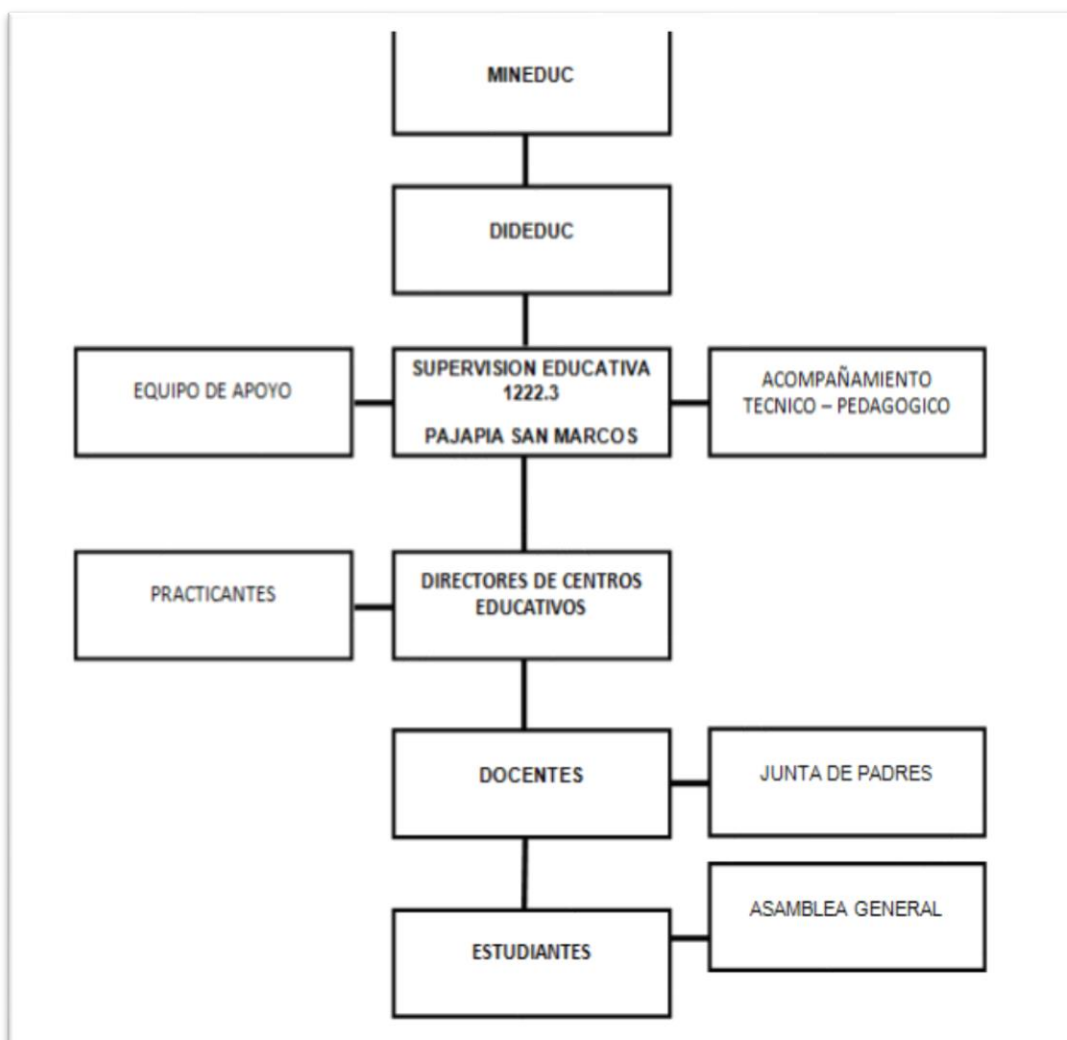 MINEDUC
DIDEDUC
EQUIPO DE APOYO
SUPERVISION EDUCATIVA
1222.3
PAJAPIA SAN MARCOS
ACOMPAÑAMIENTO
TECNICO – PEDAGOGICO
PRACTICANTES
DIRECTORES DE CENTROS
EDUCATIVOS
DOCENTES
JUNTA DE PADRES
ASAMBLEA GENERAL
ESTUDIANTES